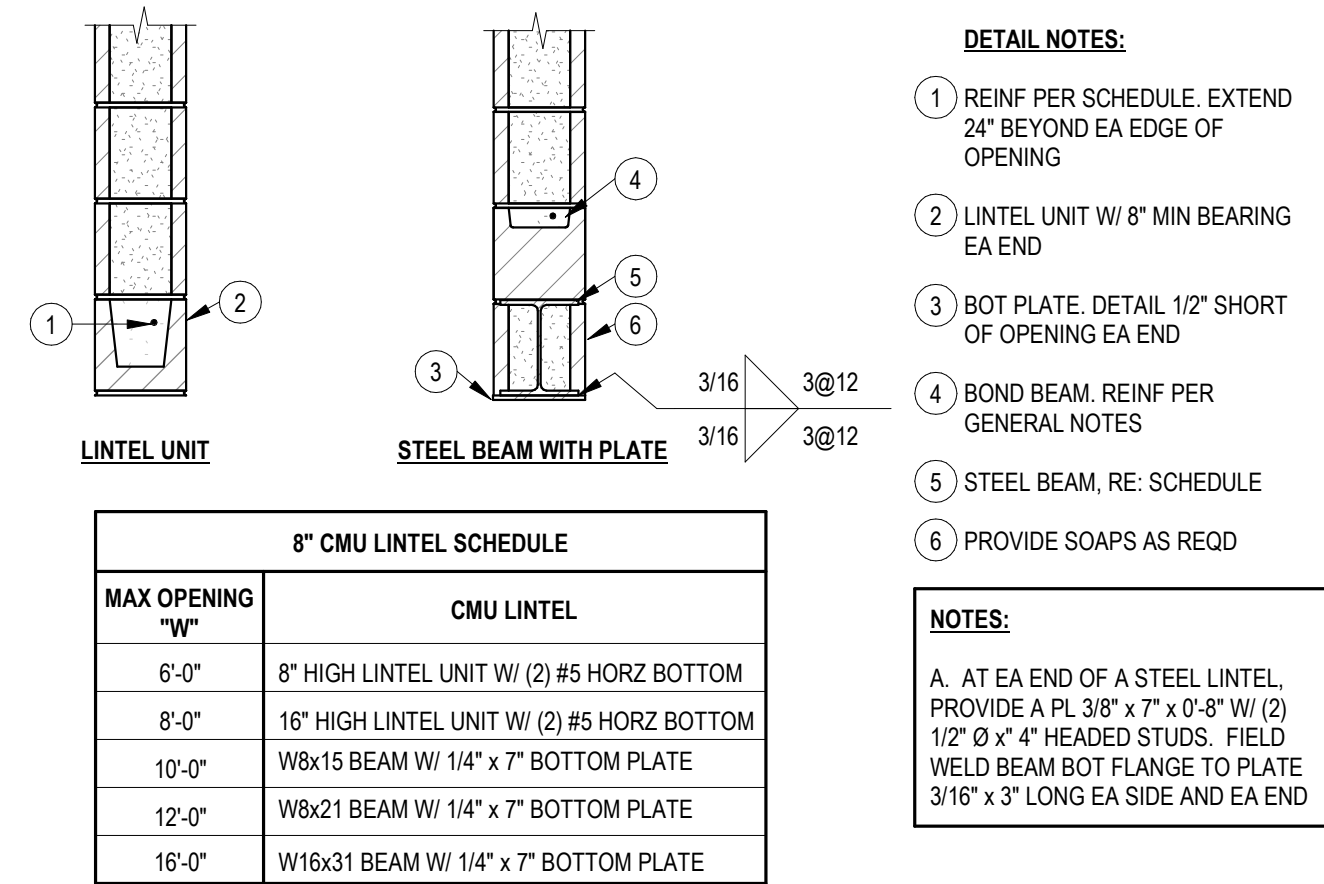 1
2
LINTEL UNIT
4
5
6
3
3/16 3@12
3/16 3@12
STEEL BEAM WITH PLATE
8" CMU LINTEL SCHEDULE
MAX OPENING "W" CMU LINTEL
6'-0" 8" HIGH LINTEL UNIT W/ (2) #5 HORZ BOTTOM
8'-0" 16" HIGH LINTEL UNIT W/ (2) #5 HORZ BOTTOM
10'-0" W8x15 BEAM W/ 1/4" x 7" BOTTOM PLATE
12'-0" W8x21 BEAM W/ 1/4" x 7" BOTTOM PLATE
16'-0" W16x31 BEAM W/ 1/4" x 7" BOTTOM PLATE
DETAIL NOTES:
1 REINF PER SCHEDULE. EXTEND
24" BEYOND EA EDGE OF
OPENING
2 LINTEL UNIT W/ 8" MIN BEARING
EA END
3 BOT PLATE. DETAIL 1/2" SHORT
OF OPENING EA END
4 BOND BEAM. REINF PER
GENERAL NOTES
5 STEEL BEAM, RE: SCHEDULE
6 PROVIDE SOAPS AS REQD
NOTES:
A. AT EA END OF A STEEL LINTEL,
PROVIDE A PL 3/8" x 7" x 0'-8" W/ (2)
1/2" Ø x" 4" HEADED STUDS. FIELD
WELD BEAM BOT FLANGE TO PLATE
3/16" x 3" LONG EA SIDE AND EA END